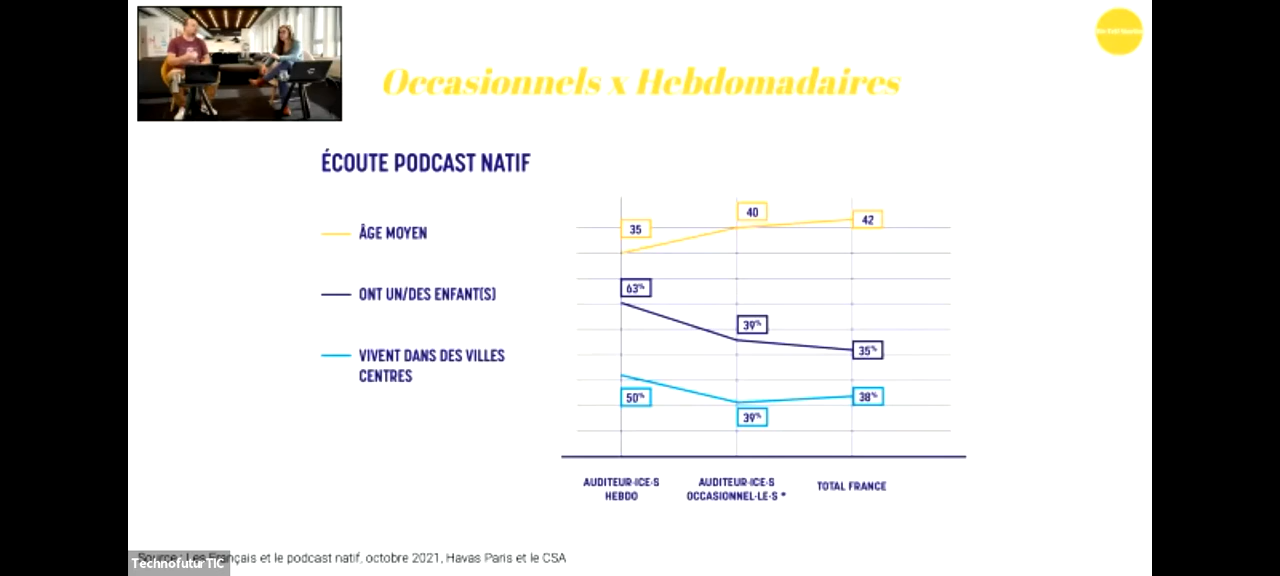 Occasionnels x Hebdomadaires
ÉCOUTE PODCAST NATIF
ÂGE MOYEN
ONT UN/DES ENFANT(S)
VIVENT DANS DES VILLES
CENTRES
35
40
42
63%
39%
35%
50%
39%
38%
AUDITEUR·ICE·S
HEBDO
AUDITEUR·ICE·S
OCCASIONNEL·LE·S *
TOTAL FRANCE
Source : Les Français et le podcast natif, octobre 2021, Havas Paris et le CSA
TechnofuturTIC